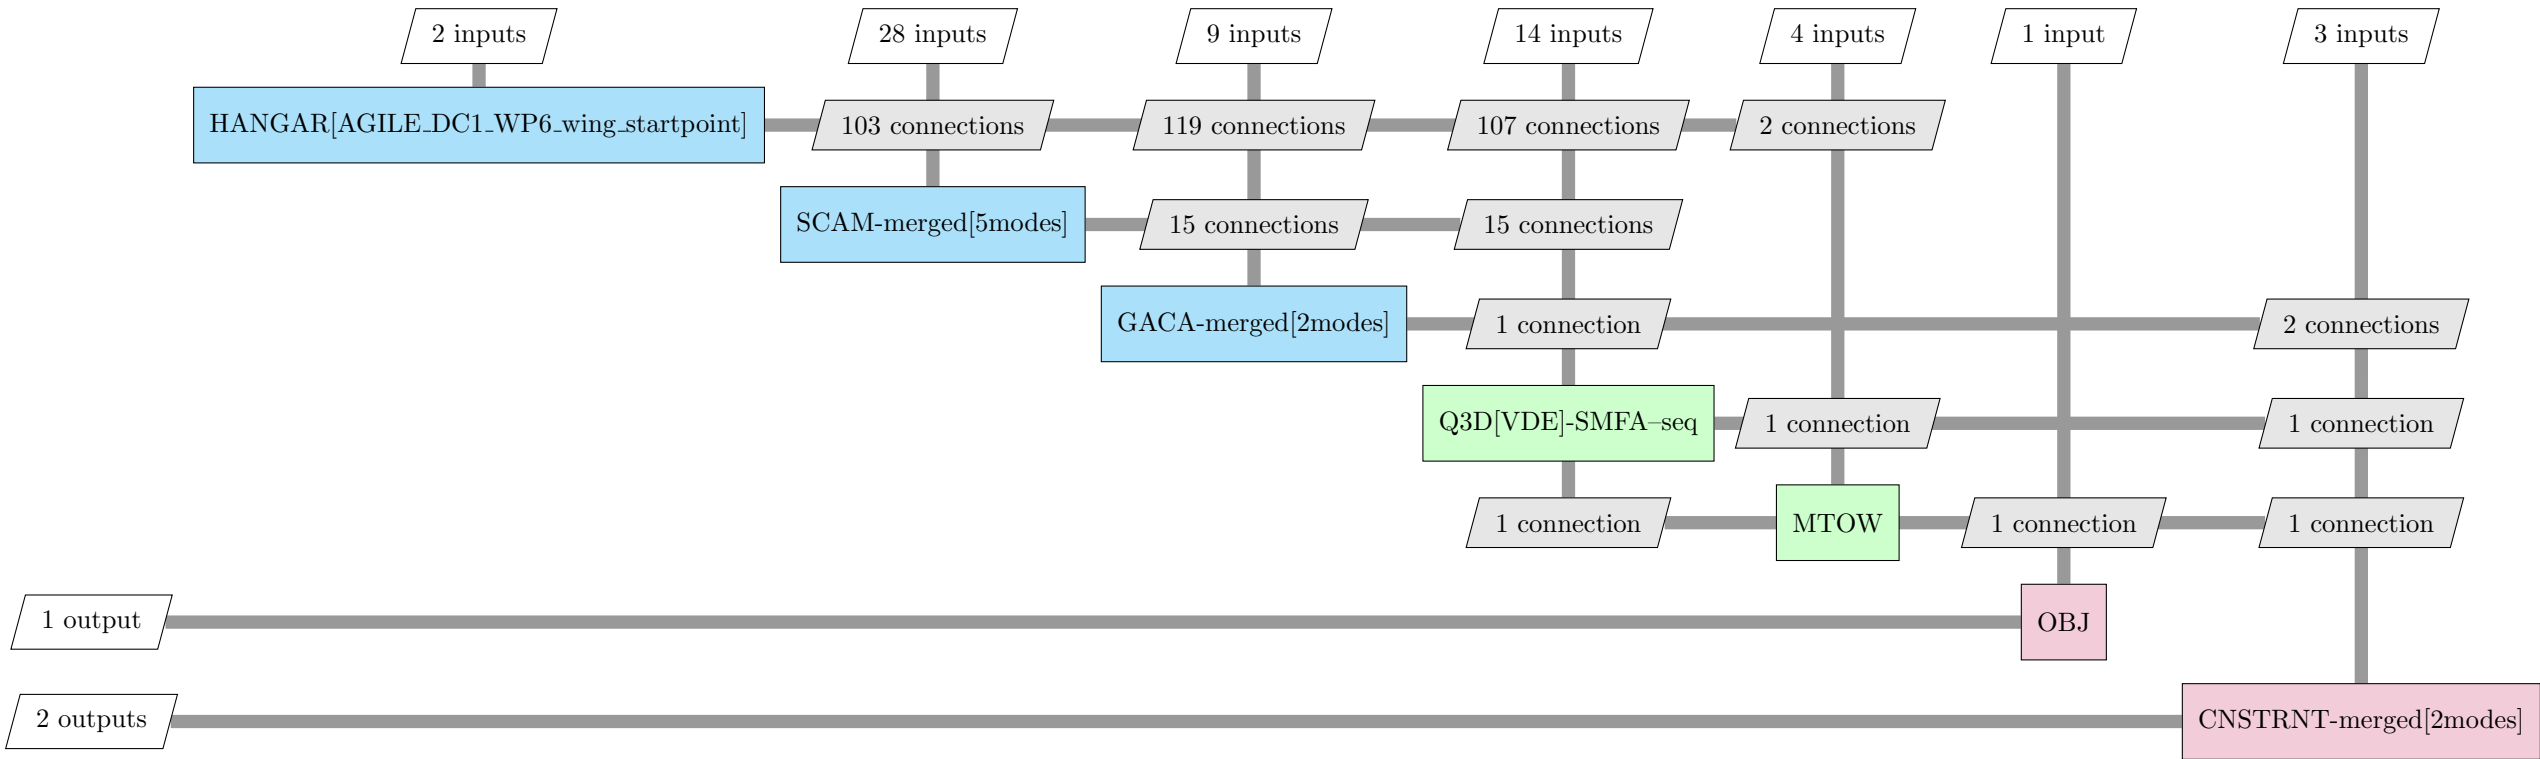 2 inputs
28 inputs
9 inputs
14 inputs
4 inputs
1 input
3 inputs
HANGAR[AGILE_DC1_WP6_wing_startpoint]
103 connections
119 connections
107 connections
2 connections
SCAM-merged[5modes]
15 connections
15 connections
GACA-merged[2modes]
1 connection
2 connections
Q3D[VDE]-SMFA–seq
1 connection
1 connection
1 connection
MTOW
1 connection
1 connection
1 output
OBJ
2 outputs
CNSTRNT-merged[2modes]